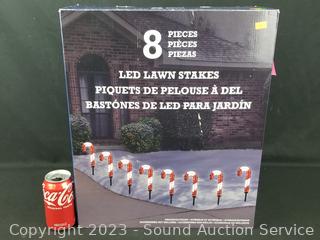 8 PIECES
PIÈCES
PIEZAS
LED LAWN STAKES
PIQUETS DE PELOUSE À DEL
BASTÓNES DE LED PARA JARDÍN
Coca-Cola
Copyright 2023 - Sound Auction Service